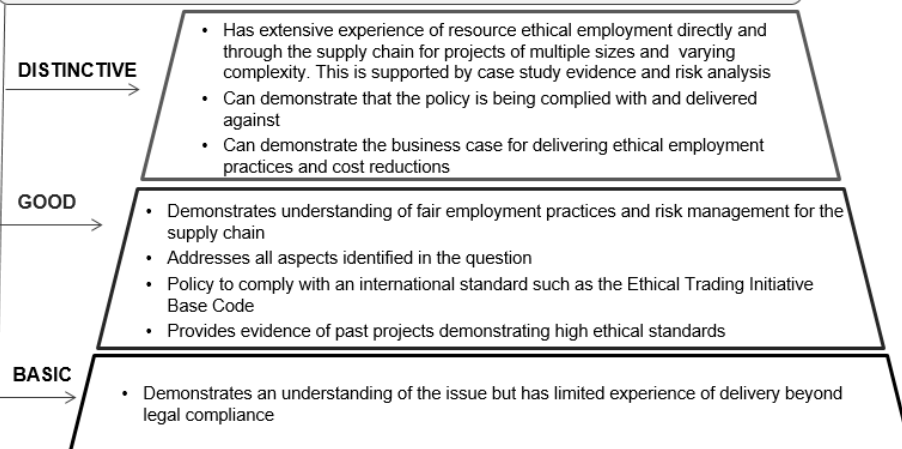 DISTINCTIVE
• Has extensive experience of resource ethical employment directly and
through the supply chain for projects of multiple sizes and varying
complexity. This is supported by case study evidence and risk analysis
• Can demonstrate that the policy is being complied with and delivered
against
• Can demonstrate the business case for delivering ethical employment
practices and cost reductions
GOOD
• Demonstrates understanding of fair employment practices and risk management for the
supply chain
• Addresses all aspects identified in the question
• Policy to comply with an international standard such as the Ethical Trading Initiative
Base Code
• Provides evidence of past projects demonstrating high ethical standards
BASIC
• Demonstrates an understanding of the issue but has limited experience of delivery beyond
legal compliance